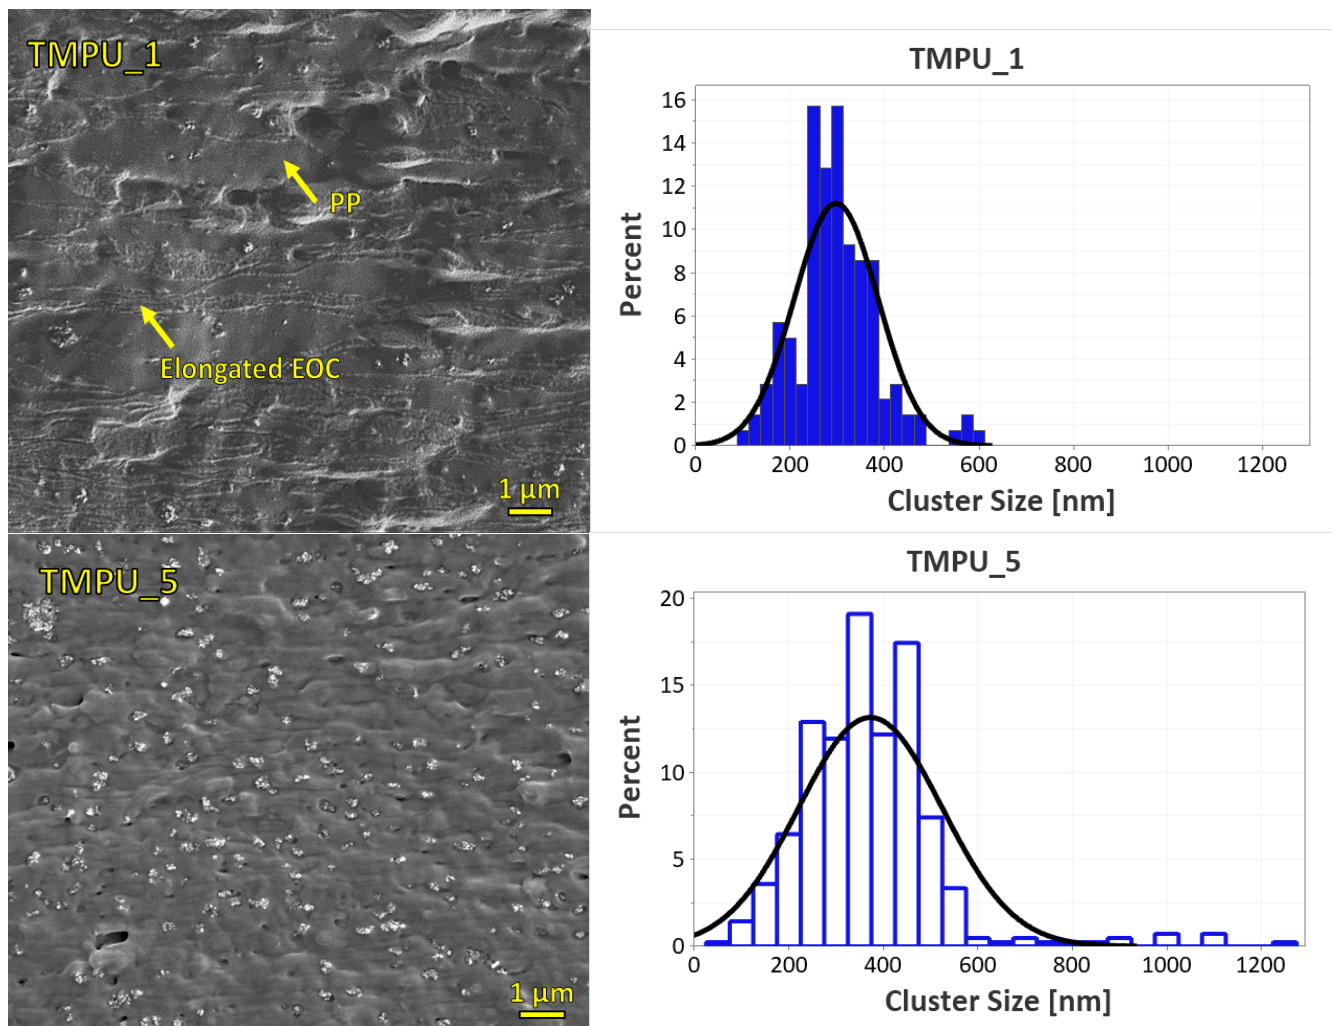 TMPU_1
PP
Elongated EOC
1 µm
TMPU_1
Percent
16
14
12
10
8
6
4
2
0
0 200 400 600 800 1000 1200
Cluster Size [nm]
TMPU_5
1 µm
TMPU_5
Percent
20
15
10
5
0
0 200 400 600 800 1000 1200
Cluster Size [nm]